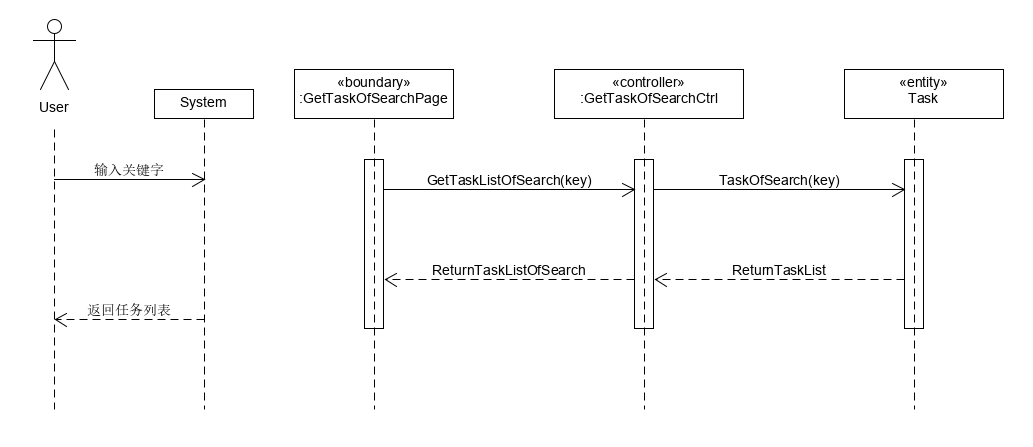 User
System
«boundary»
:GetTaskOfSearchPage
«controller»
:GetTaskOfSearchCtrl
«entity»
Task
输入关键字
GetTaskListOfSearch(key)
TaskOfSearch(key)
ReturnTaskListOfSearch
ReturnTaskList
返回任务列表